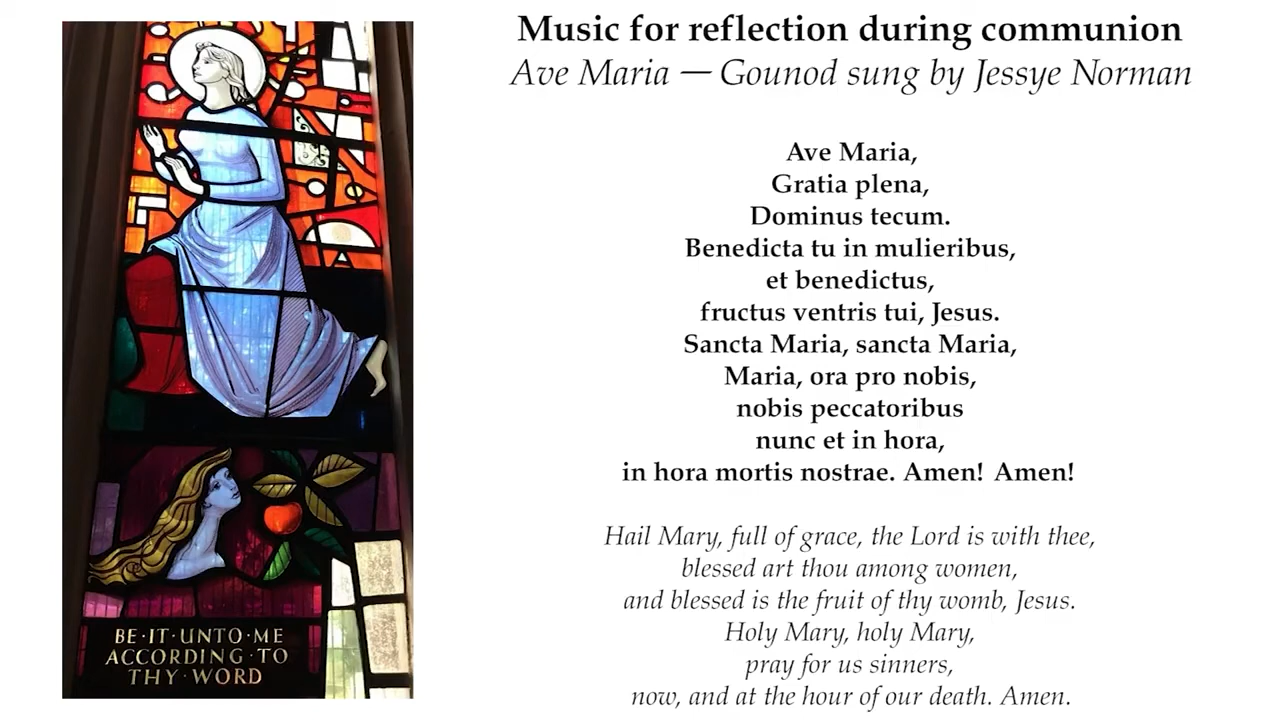 Music for reflection during communion
Ave Maria — Gounod sung by Jessye Norman
Ave Maria,
Gratia plena,
Dominus tecum.
Benedicta tu in mulieribus,
et benedictus,
fructus ventris tui, Jesus.
Sancta Maria, sancta Maria,
Maria, ora pro nobis,
nobis peccatoribus
nunc et in hora,
in hora mortis nostrae. Amen! Amen!
Hail Mary, full of grace, the Lord is with thee,
blessed art thou among women,
and blessed is the fruit of thy womb, Jesus.
Holy Mary, holy Mary,
pray for us sinners,
now, and at the hour of our death. Amen.
BE·IT·UNTO·ME
ACCORDING·TO
THY·WORD